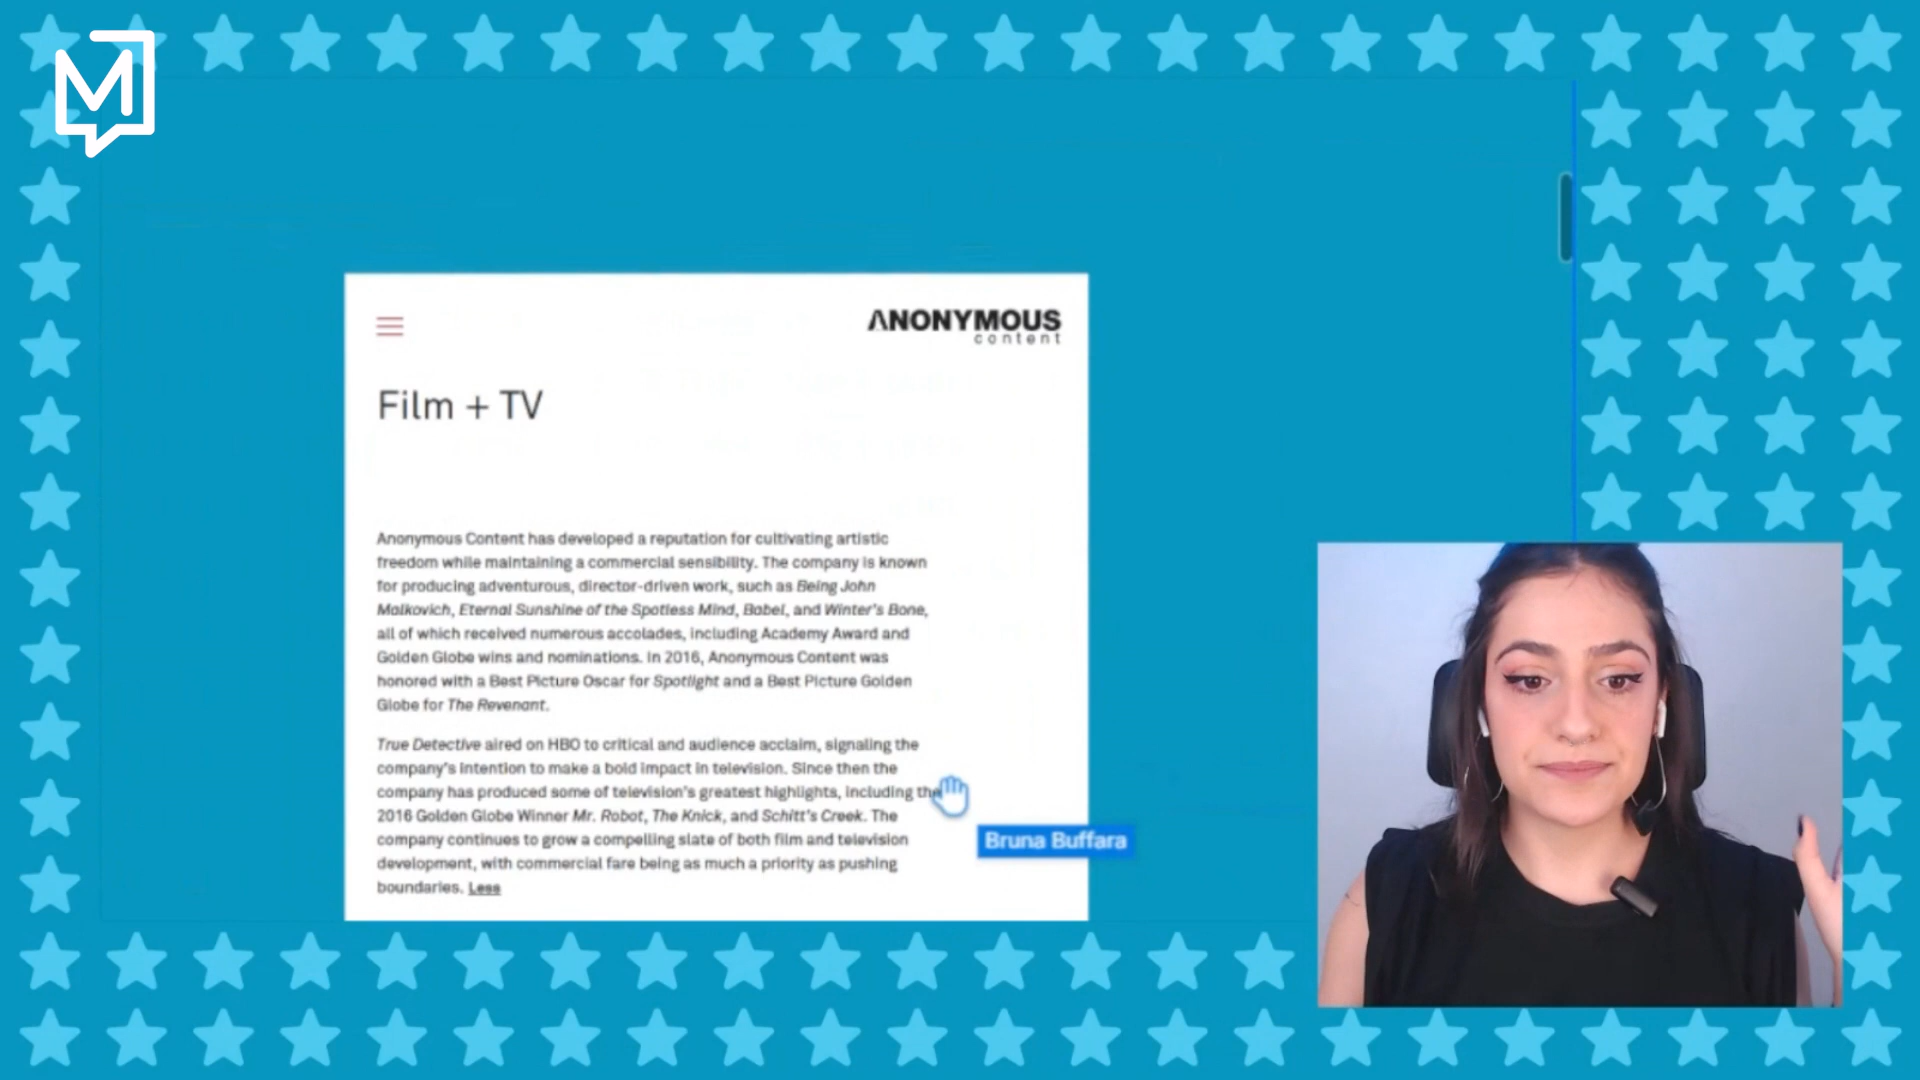 M
ANONYMOUS
content
Film + TV
Anonymous Content has developed a reputation for cultivating artistic
freedom while maintaining a commercial sensibility. The company is known
for producing adventurous, director-driven work, such as Being John
Malkovich, Eternal Sunshine of the Spotless Mind, Babel, and Winter's Bone,
all of which received numerous accolades, including Academy Award and
Golden Globe wins and nominations. In 2016, Anonymous Content was
honored with a Best Picture Oscar for Spotlight and a Best Picture Golden
Globe for The Revenant.
True Detective aired on HBO to critical and audience acclaim, signaling the
company's intention to make a bold impact in television. Since then the
company has produced some of television's greatest highlights, including the
2016 Golden Globe Winner Mr. Robot, The Knick, and Schitt's Creek. The
company continues to grow a compelling slate of both film and television
development, with commercial fare being as much a priority as pushing
boundaries. Less
Bruna Buffara